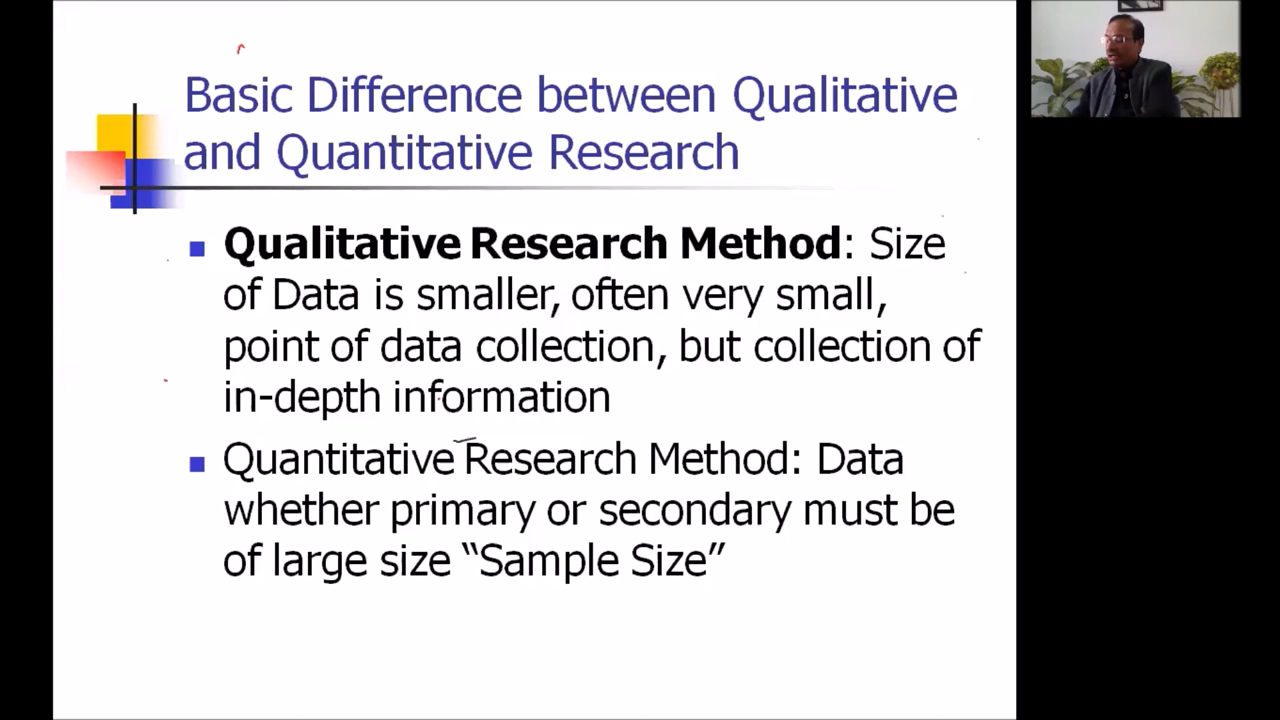 Basic Difference between Qualitative
and Quantitative Research
Qualitative Research Method: Size
of Data is smaller, often very small,
point of data collection, but collection of
in-depth information
Quantitative Research Method: Data
whether primary or secondary must be
of large size “Sample Size”